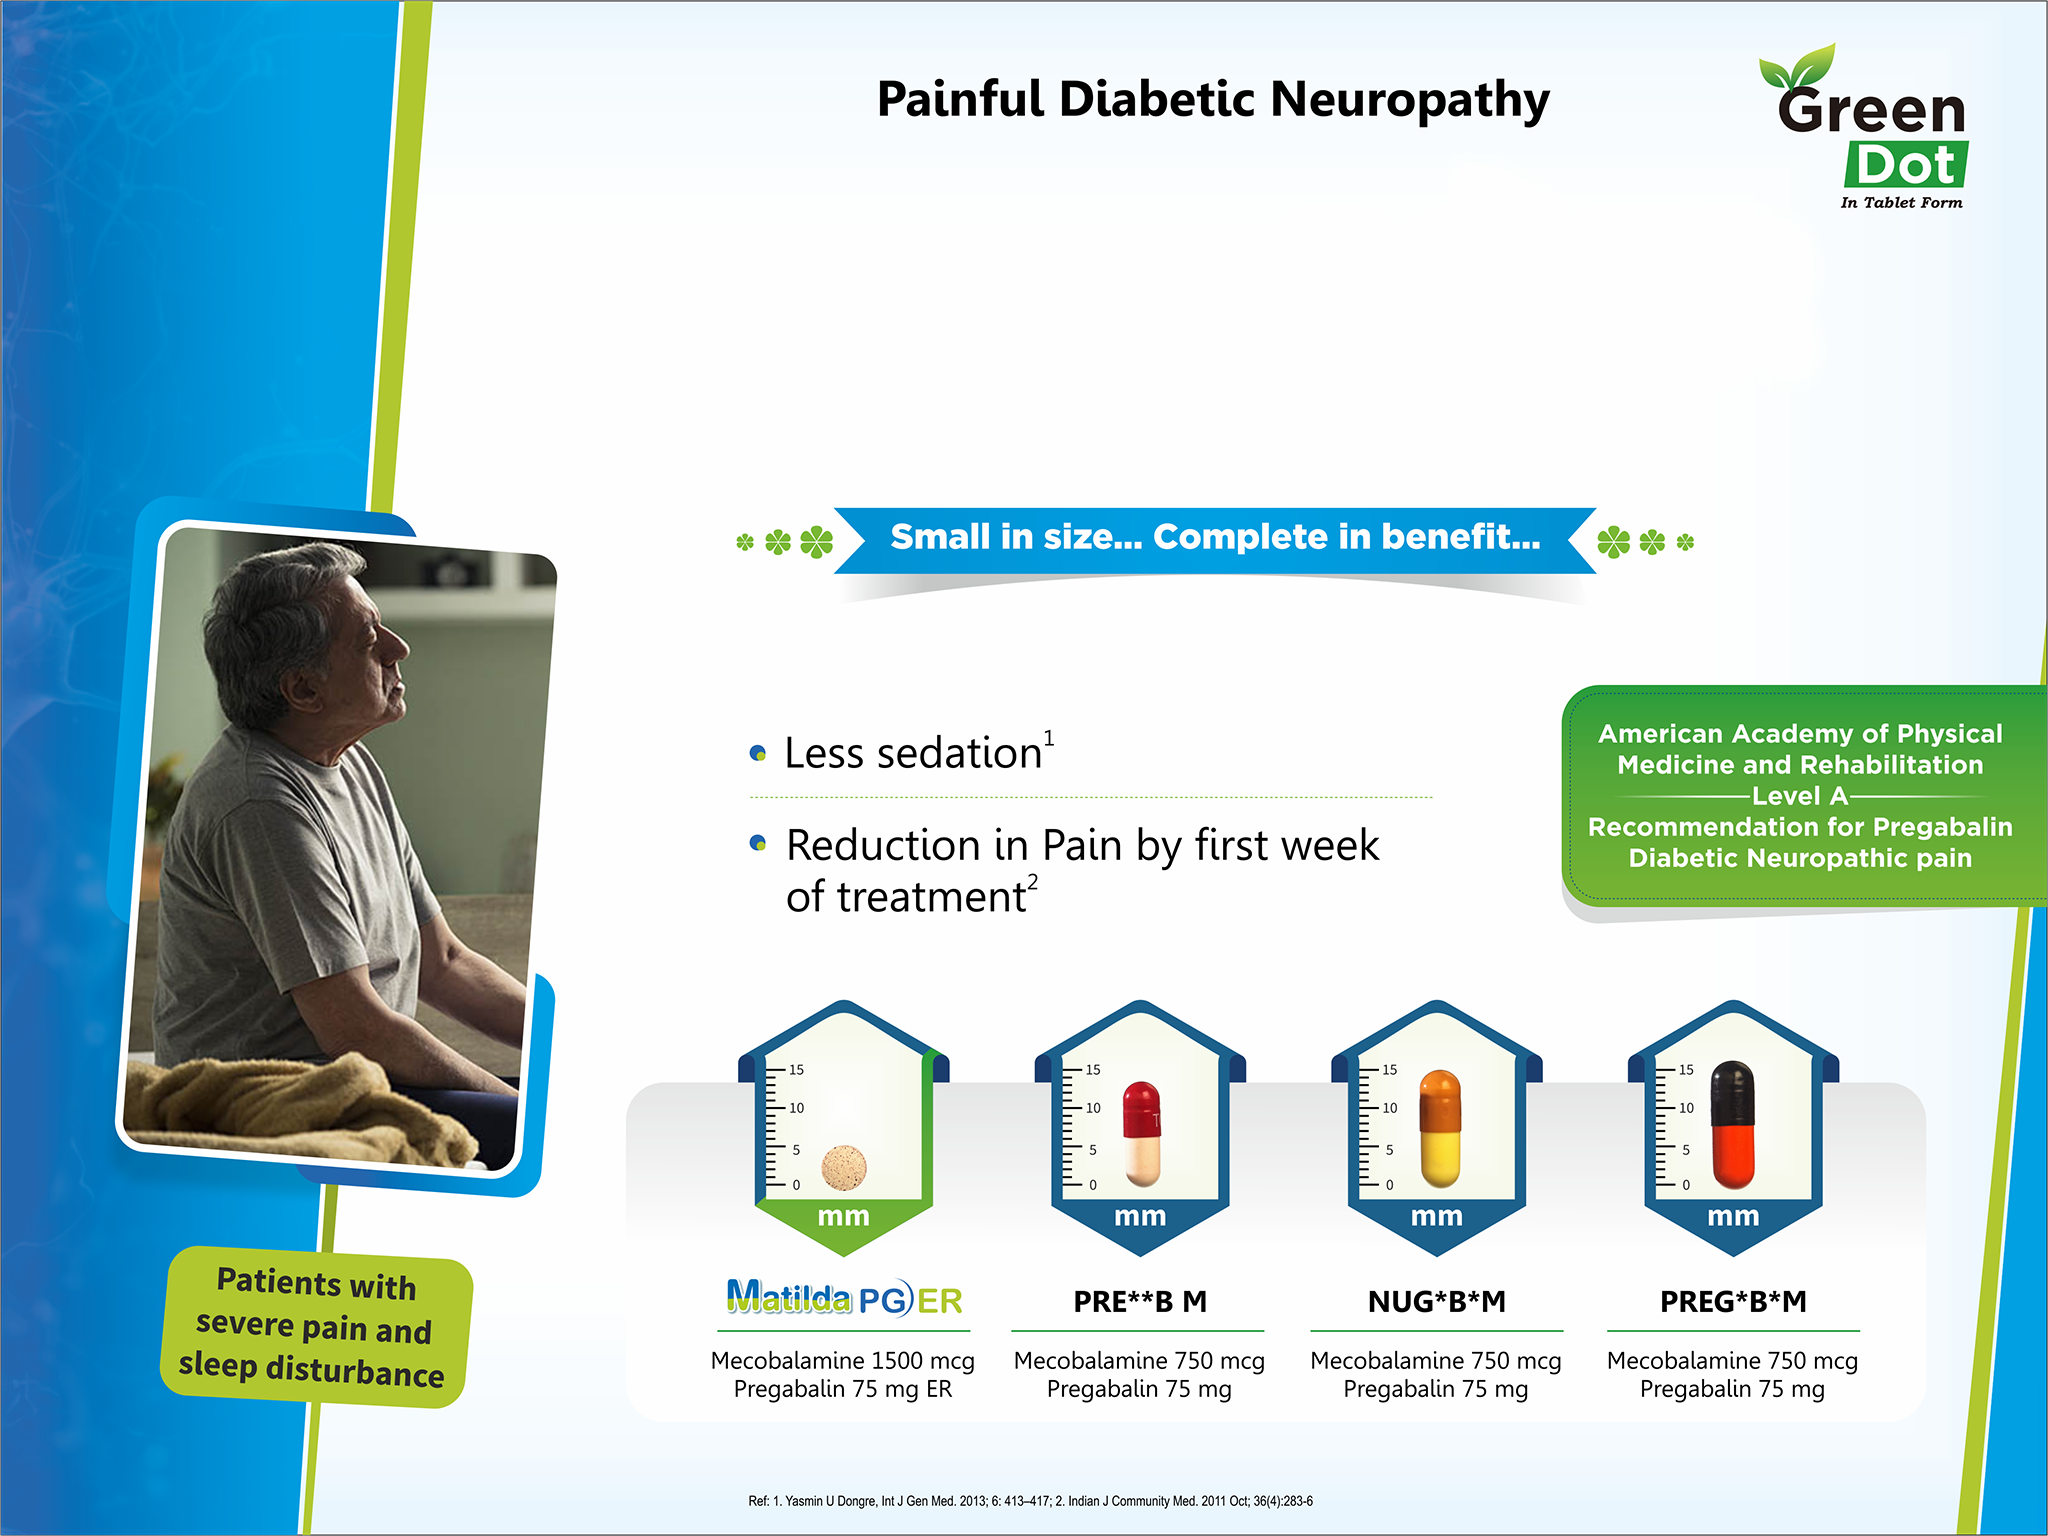 Painful Diabetic Neuropathy
Green
Dot
In Tablet Form
Small in size... Complete in benefit...
Less sedation1
Reduction in Pain by first week
of treatment2
American Academy of Physical
Medicine and Rehabilitation
Level A
Recommendation for Pregabalin
Diabetic Neuropathic pain
Patients with
severe pain and
sleep disturbance
15
10
5
0
mm
Matilda PG ER
Mecobalamine 1500 mcg
Pregabalin 75 mg ER
15
10
5
0
mm
PRE**B M
Mecobalamine 750 mcg
Pregabalin 75 mg
15
10
5
0
mm
NUG*B*M
Mecobalamine 750 mcg
Pregabalin 75 mg
15
10
5
0
mm
PREG*B*M
Mecobalamine 750 mcg
Pregabalin 75 mg
Ref: 1. Yasmin U Dongre, Int J Gen Med. 2013; 6: 413–417; 2. Indian J Community Med. 2011 Oct; 36(4):283-6